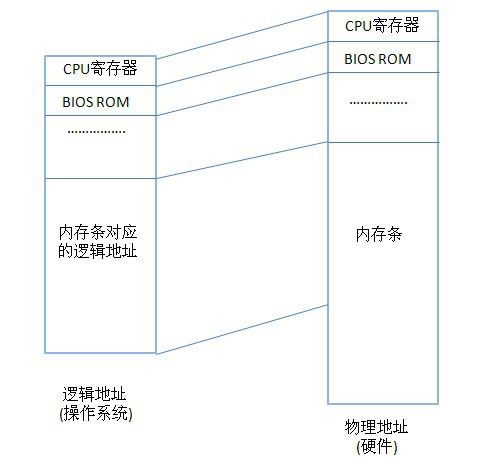 CPU寄存器
BIOS ROM
................
内存条对应
的逻辑地址
逻辑地址
(操作系统)
CPU寄存器
BIOS ROM
................
内存条
物理地址
(硬件)